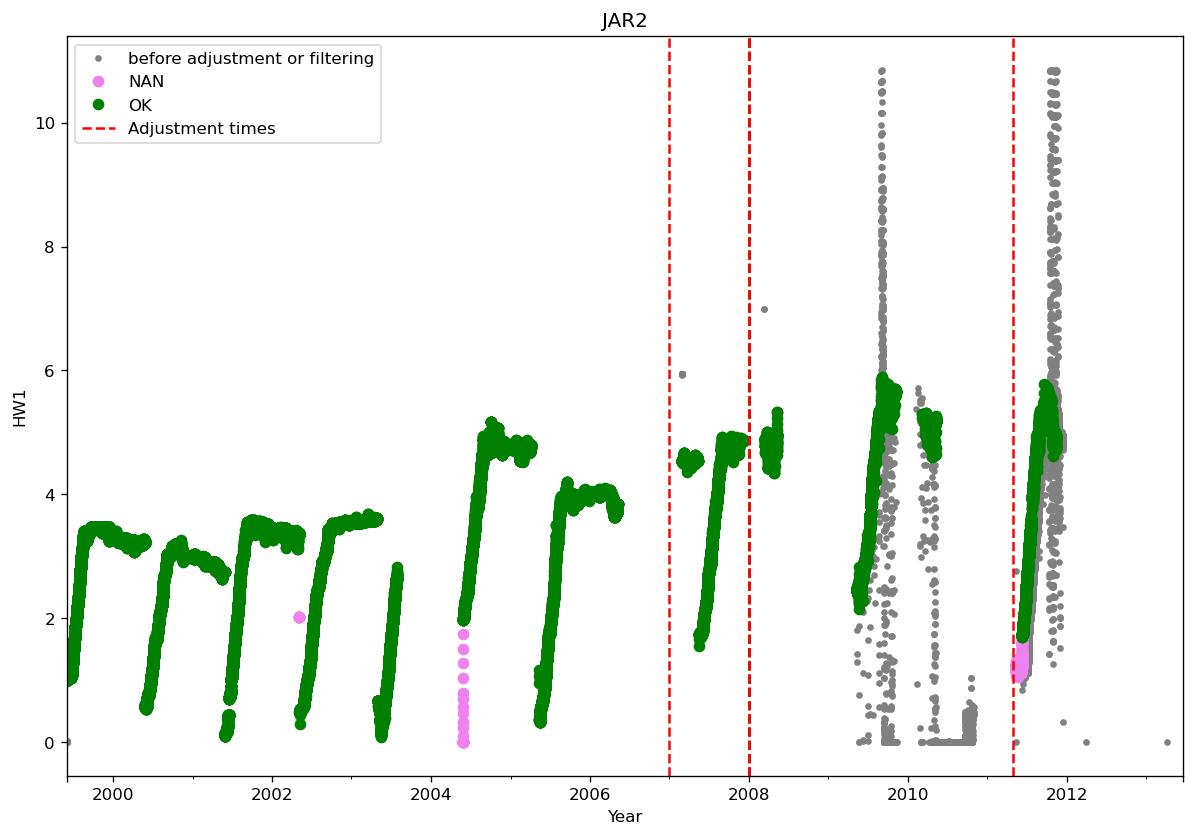 JAR2
before adjustment or filtering
NAN
OK
Adjustment times
10
8
6
4
2
0
HW1
2000 2002 2004 2006 2008 2010 2012
Year